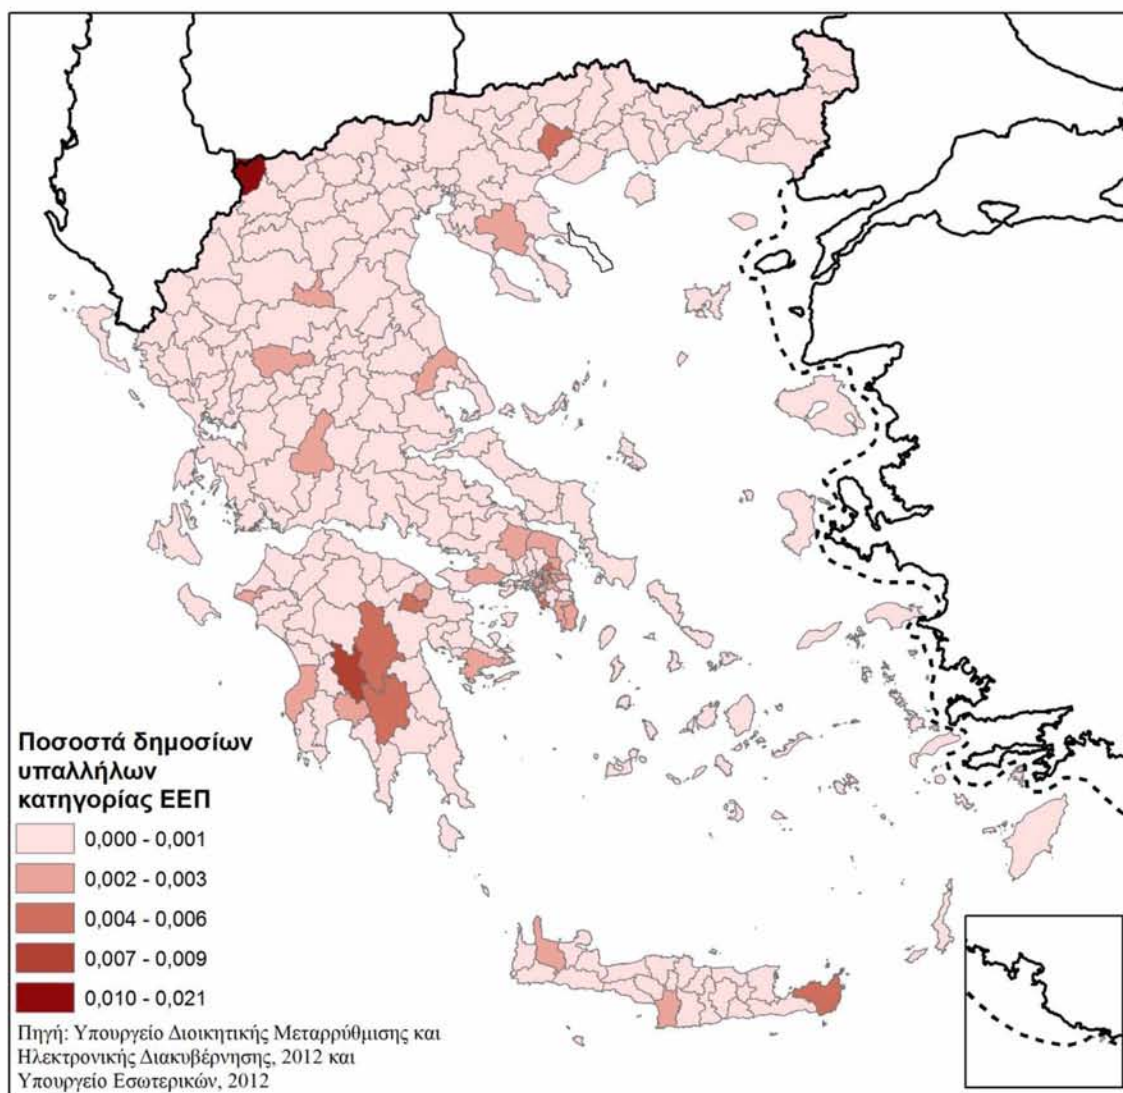 Ποσοστά δημοσίων
υπαλλήλων
κατηγορίας ΕΕΠ
0,000 - 0,001
0,002 - 0,003
0,004 - 0,006
0,007 - 0,009
0,010 - 0,021
Πηγή: Υπουργείο Διοικητικής Μεταρρύθμισης και
Ηλεκτρονικής Διακυβέρνησης, 2012 και
Υπουργείο Εσωτερικών, 2012